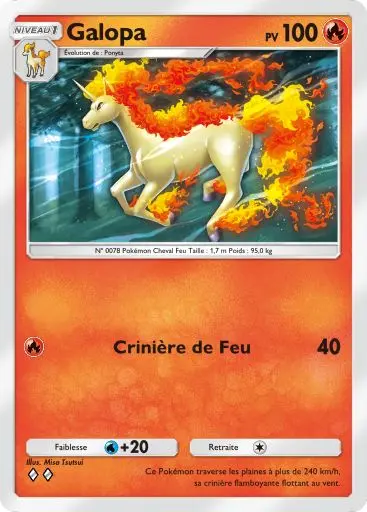 NIVEAU 1
Galopa
PV 100
Évolution de : Ponyta
N° 0078 Pokémon Cheval Feu Taille : 1,7 m Poids : 95,0 kg
Crinière de Feu 40
Faiblesse +20 Retraite
Illus. Misa Tsutsui
Ce Pokémon traverse les plaines à plus de 240 km/h,
sa crinière flamboyante flottant au vent.